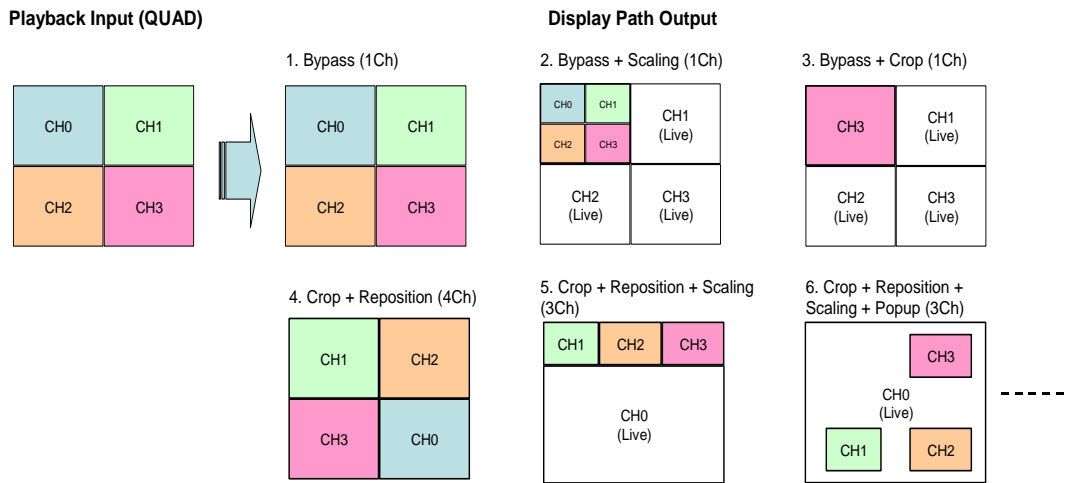 Playback Input (QUAD)
Display Path Output
1. Bypass (1Ch)
2. Bypass + Scaling (1Ch)
3. Bypass + Crop (1Ch)
CH0
CH1
CH2
CH3
CH0
CH1
CH2
CH3
CH0
CH1
CH2
CH3
CH1
(Live)
CH2
(Live)
CH3
(Live)
CH3
CH1
(Live)
CH2
(Live)
CH3
(Live)
4. Crop + Reposition (4Ch)
5. Crop + Reposition + Scaling
(3Ch)
6. Crop + Reposition +
Scaling + Popup (3Ch)
CH1
CH2
CH3
CH0
CH1
CH2
CH3
CH0
(Live)
CH3
CH0
(Live)
CH1
CH2